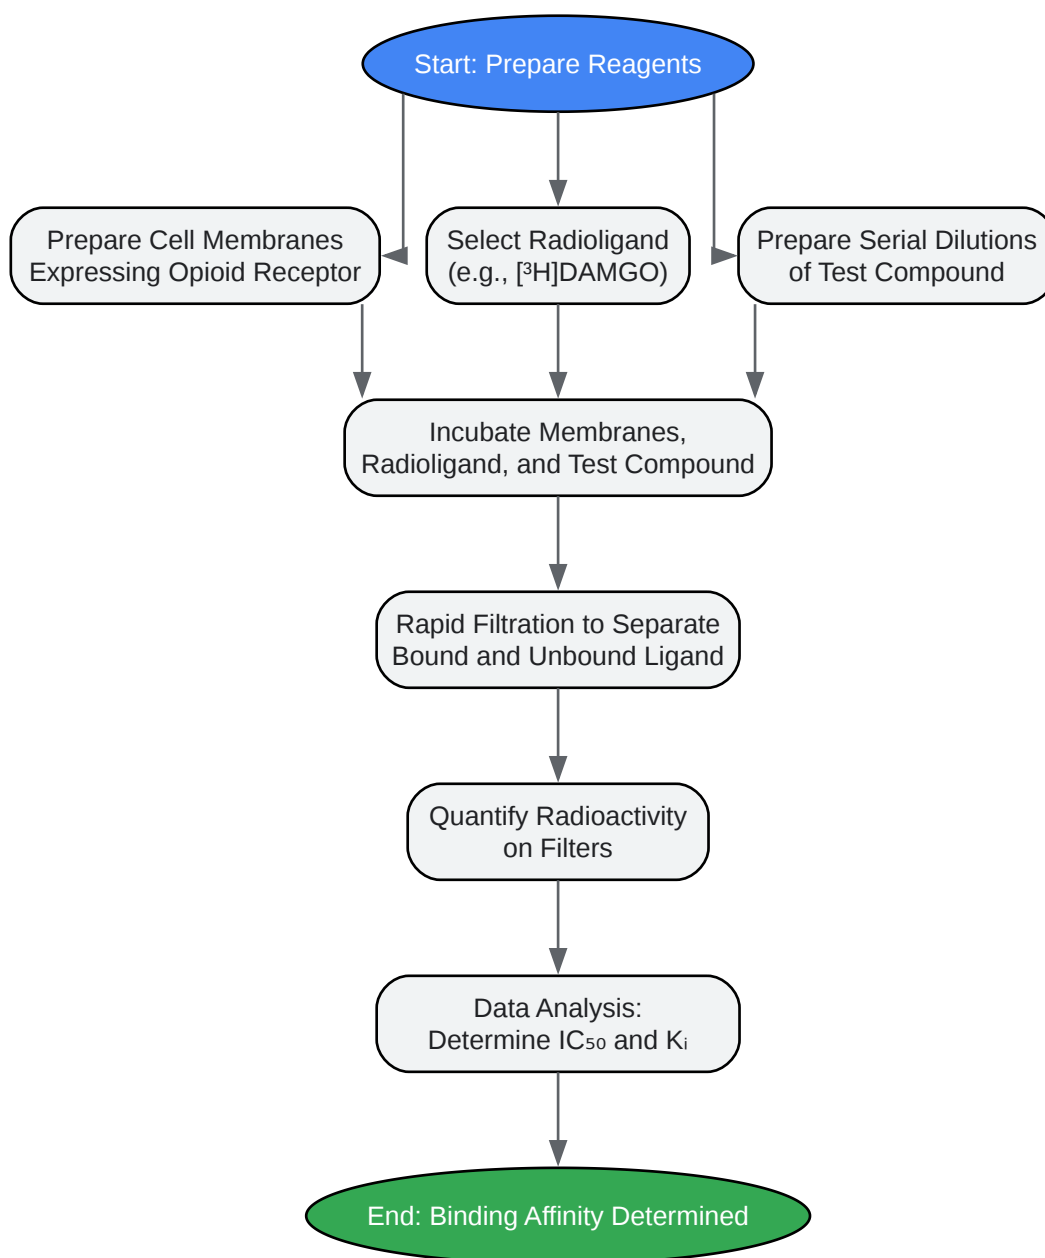 Start: Prepare Reagents
Prepare Cell Membranes
Expressing Opioid Receptor
Select Radioligand
(e.g., [³H]DAMGO)
Prepare Serial Dilutions
of Test Compound
Incubate Membranes,
Radioligand, and Test Compound
Rapid Filtration to Separate
Bound and Unbound Ligand
Quantify Radioactivity
on Filters
Data Analysis:
Determine IC₅₀ and Kᵢ
End: Binding Affinity Determined